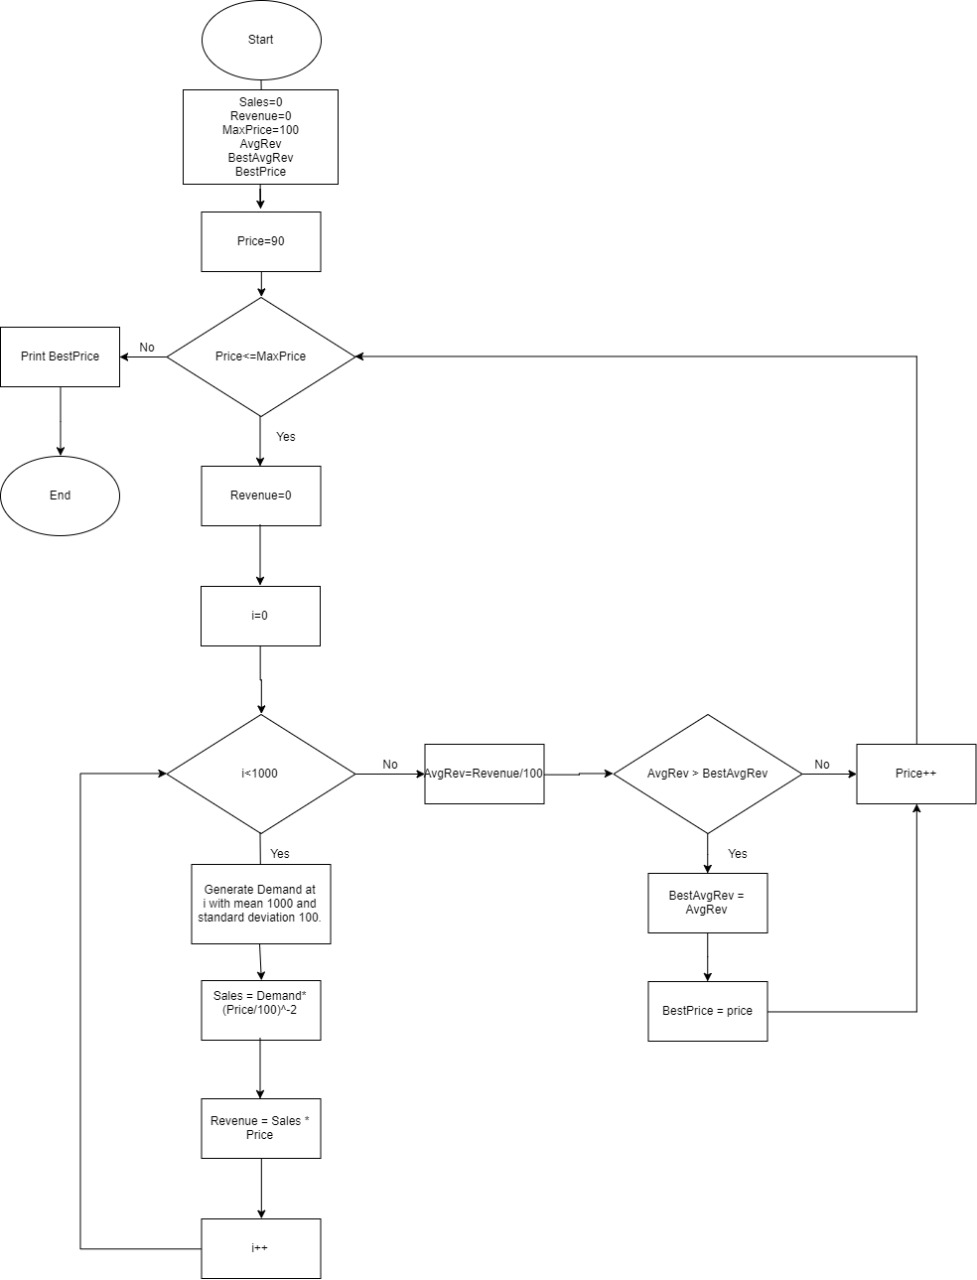 Start
Sales=0
Revenue=0
MaxPrice=100
AvgRev
BestAvgRev
BestPrice
Price=90
Print BestPrice
No
Price<=MaxPrice
Yes
End
Revenue=0
i=0
i<1000
No
AvgRev=Revenue/100
AvgRev > BestAvgRev
No
Price++
Yes
Yes
Generate Demand at
i with mean 1000 and
standard deviation 100.
BestAvgRev =
AvgRev
Sales = Demand*
(Price/100)^-2
BestPrice = price
Revenue = Sales *
Price
i++